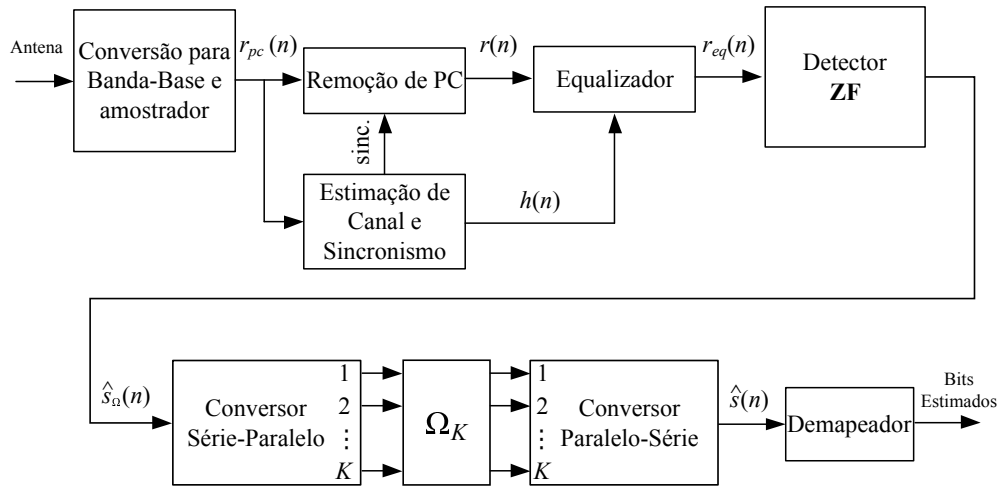 Antena
Conversão para
Banda-Base e
amostrador
r_pc (n)
Remoção de PC
r(n)
Equalizador
r_eq(n)
Detector
ZF
sinc.
Estimação de
Canal e
Sincronismo
h(n)
ŝ_Ω(n)
Conversor
Série-Paralelo
1
2
⋮
K
Ω_K
1
2
⋮
K
Conversor
Paralelo-Série
ŝ(n)
Demapeador
Bits
Estimados